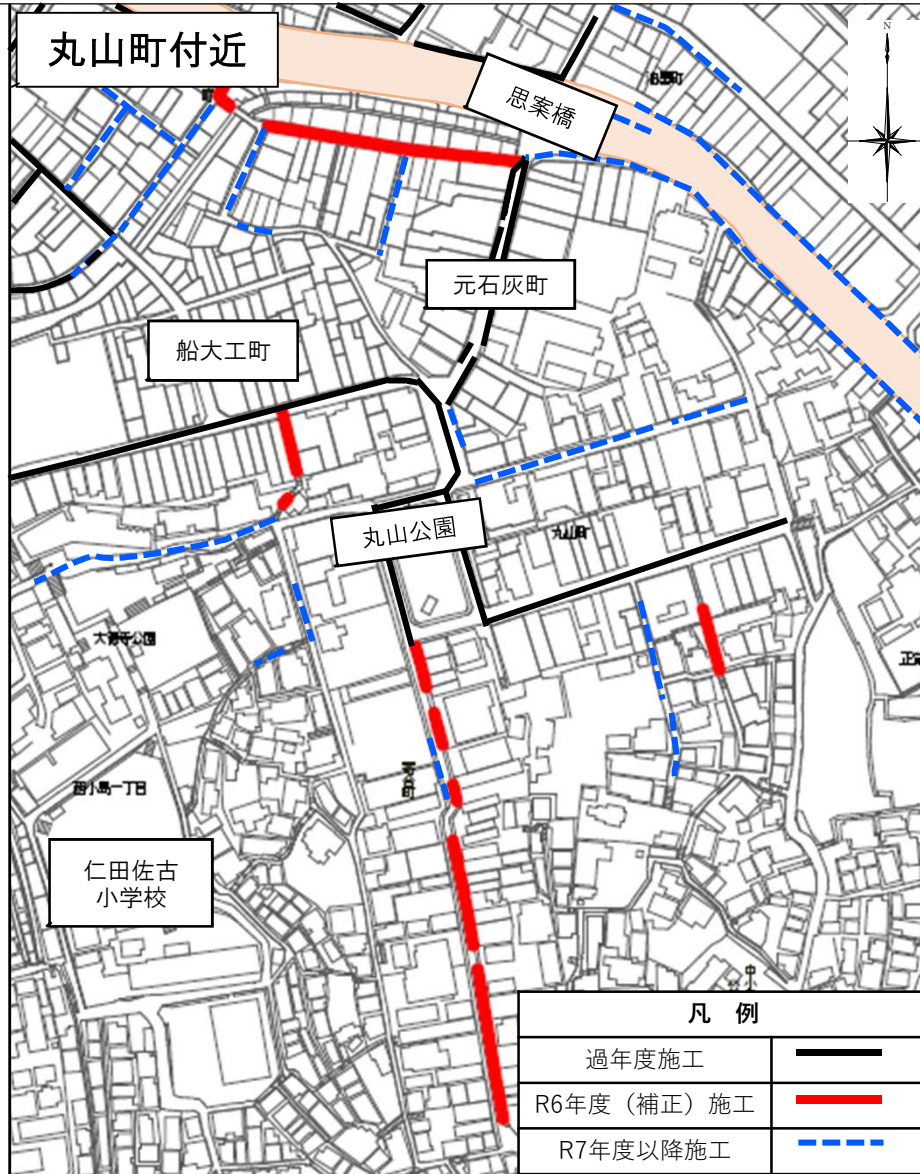 丸山町付近
N
思案橋
元石灰町
船大工町
丸山公園
丸山町
大徳寺公園
西小島一丁目
仁田佐古
小学校
凡 例
過年度施工
R6年度（補正）施工
R7年度以降施工